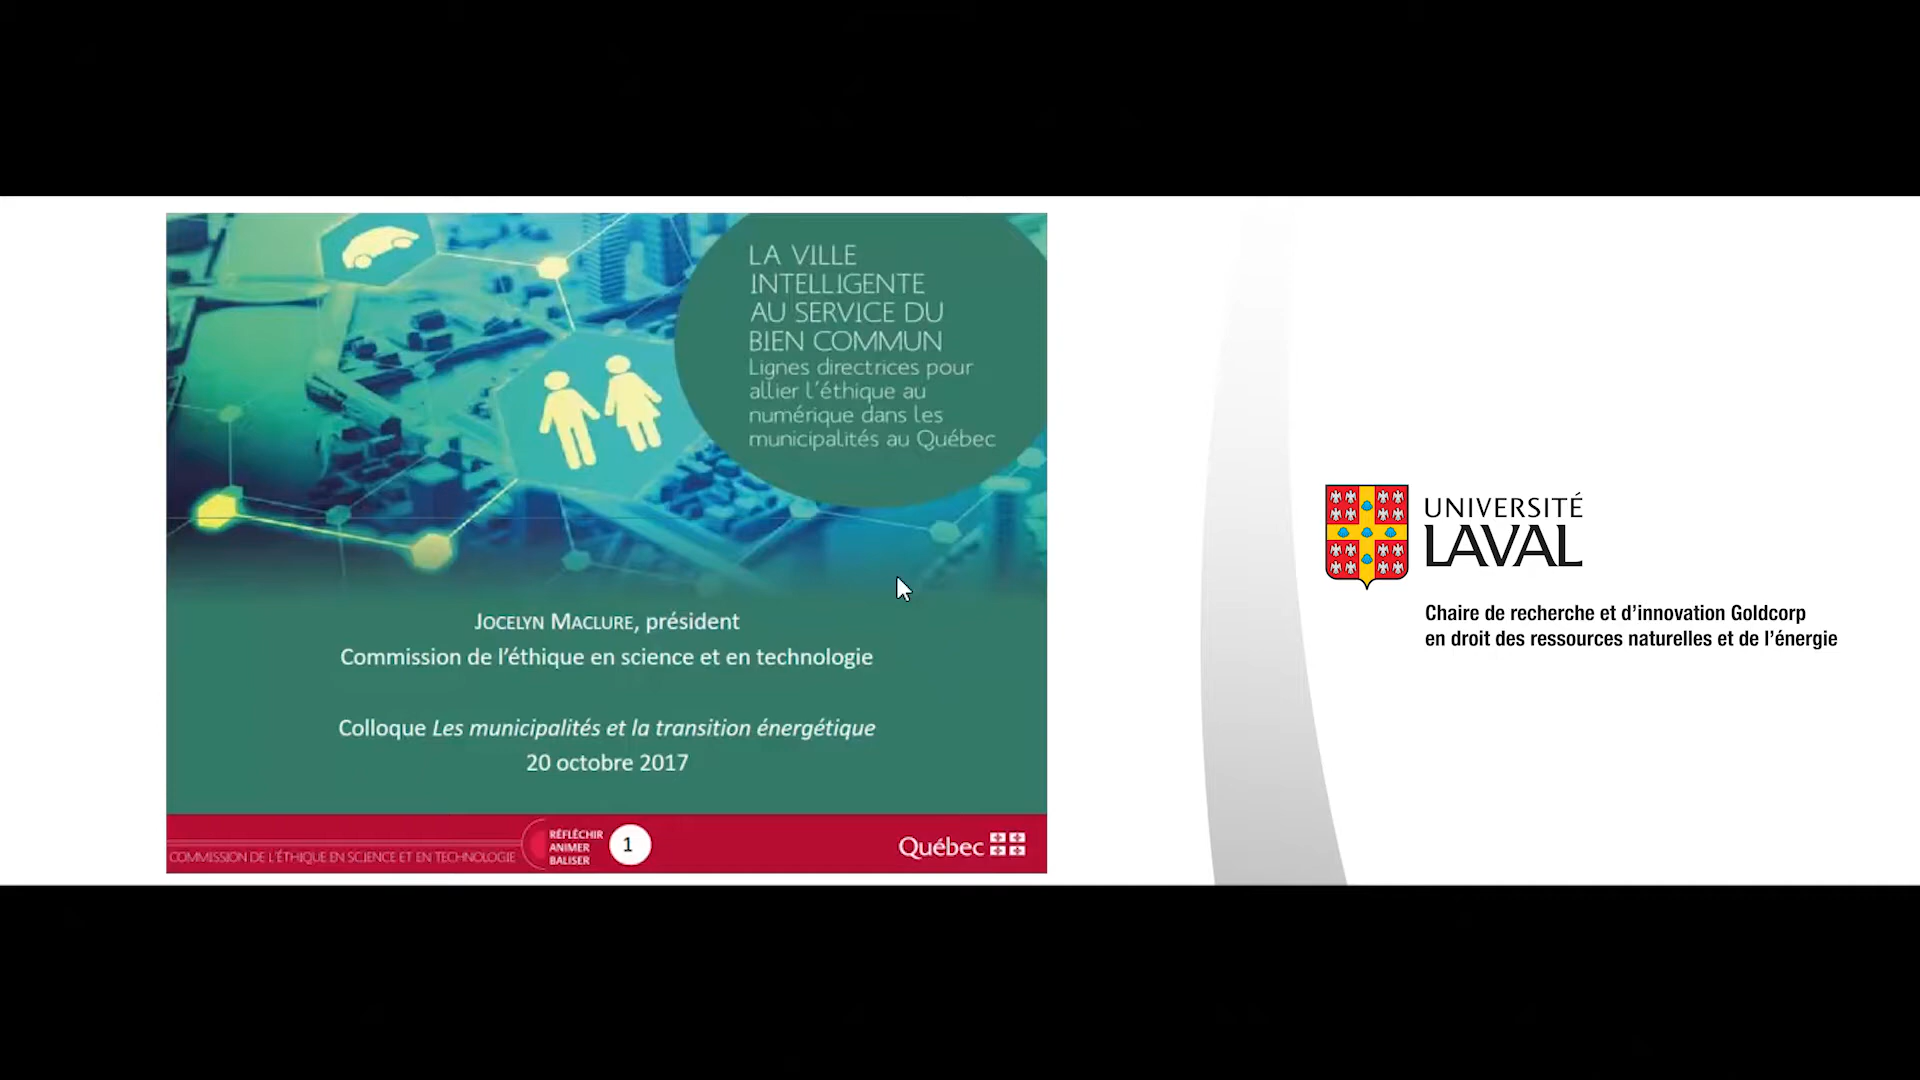 LA VILLE
INTELLIGENTE
AU SERVICE DU
BIEN COMMUN
Lignes directrices pour
allier l'éthique au
numérique dans les
municipalités au Québec
JOCELYN MACLURE, président
Commission de l'éthique en science et en technologie
Colloque Les municipalités et la transition énergétique
20 octobre 2017
COMMISSION DE L'ÉTHIQUE EN SCIENCE ET EN TECHNOLOGIE
RÉFLÉCHIR
ANIMER
BALISER
1
Québec
UNIVERSITÉ
LAVAL
Chaire de recherche et d'innovation Goldcorp
en droit des ressources naturelles et de l'énergie